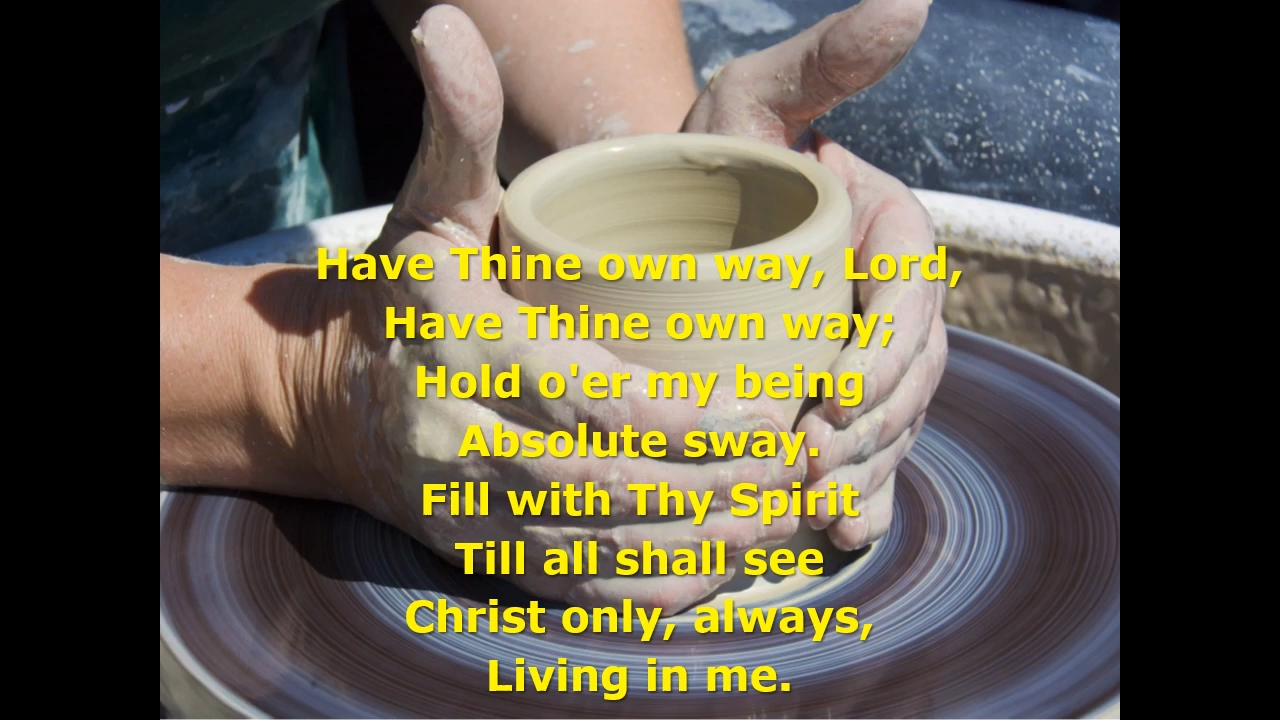 Have Thine own way, Lord,
Have Thine own way;
Hold o'er my being
Absolute sway.
Fill with Thy Spirit
Till all shall see
Christ only, always,
Living in me.